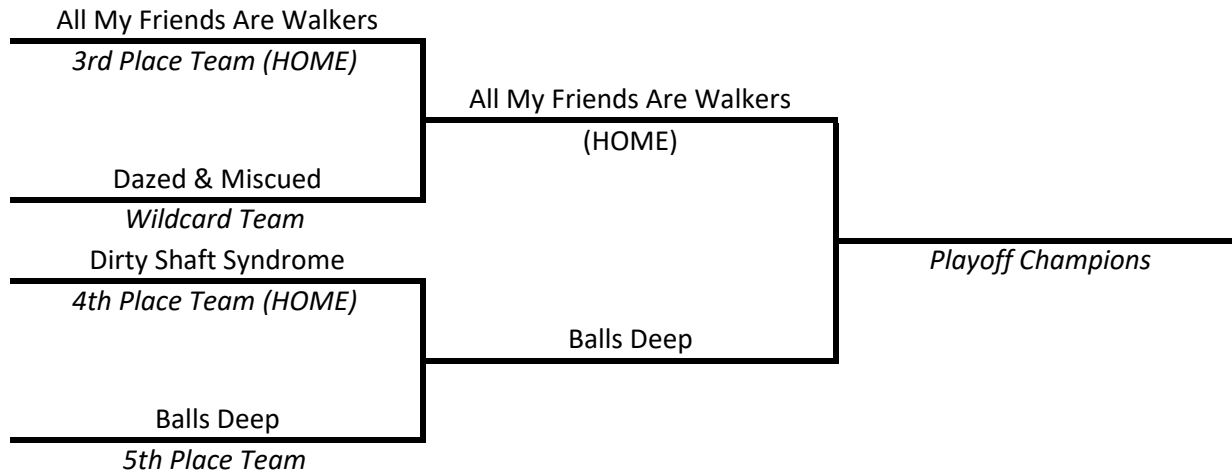 All My Friends Are Walkers
3rd Place Team (HOME)
All My Friends Are Walkers
(HOME)
Dazed & Miscued
Wildcard Team
Dirty Shaft Syndrome
Playoff Champions
4th Place Team (HOME)
Balls Deep
Balls Deep
5th Place Team